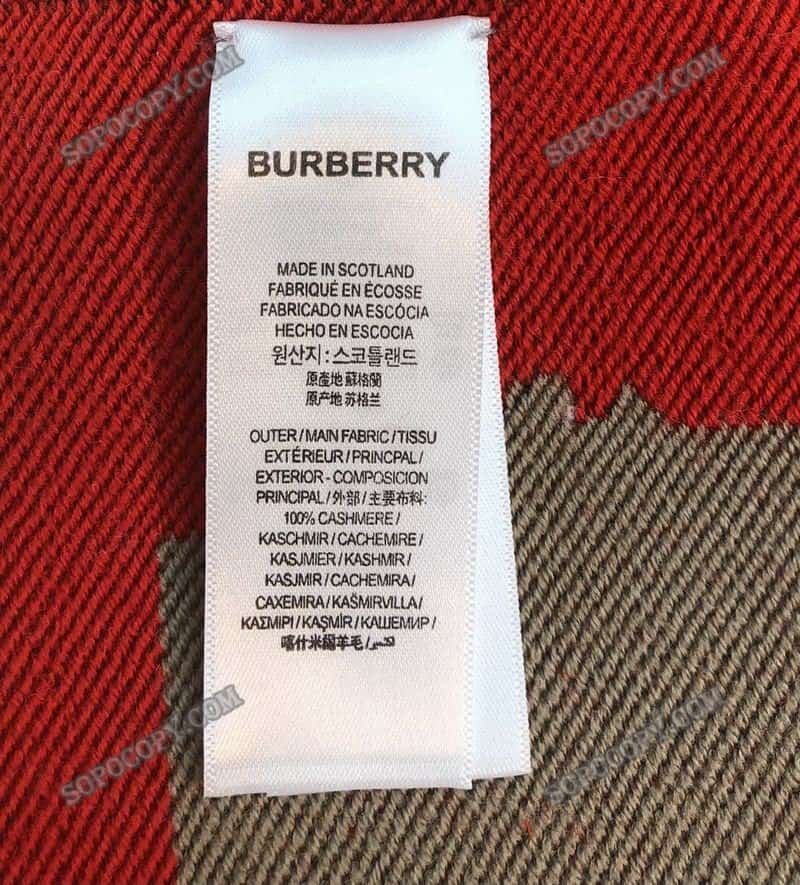 SOPOCOPY.COM
SOPOCOPY.COM
BURBERRY
MADE IN SCOTLAND
FABRIQUÉ EN ÉCOSSE
FABRICADO NA ESCÓCIA
HECHO EN ESCOCIA
원산지 : 스코틀랜드
原產地 蘇格蘭
原产地 苏格兰
OUTER / MAIN FABRIC / TISSU
EXTÉRIEUR / PRINCPAL /
EXTERIOR - COMPOSICION
PRINCIPAL / 外部 / 主要布料:
100% CASHMERE /
KASCHMIR / CACHEMIRE /
KASJMIER / KASHMIR /
KASJMIR / CACHEMIRA /
CAXEMIRA / KAŠMIRVILLA /
ΚΑΣΜΙΡΙ / KAŞMİR / КАШЕМИР /
喀什米爾羊毛 /
SOPOCOPY.COM
SOPOCOPY.COM